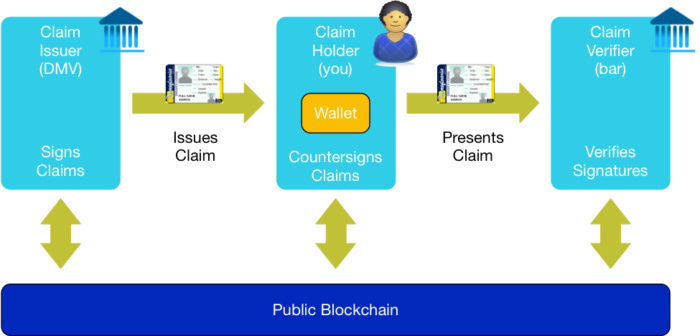 Claim
Issuer
(DMV)
Signs
Claims
Issues
Claim
Claim
Holder
(you)
Wallet
Countersigns
Claims
Presents
Claim
Claim
Verifier
(bar)
Verifies
Signatures
Public Blockchain